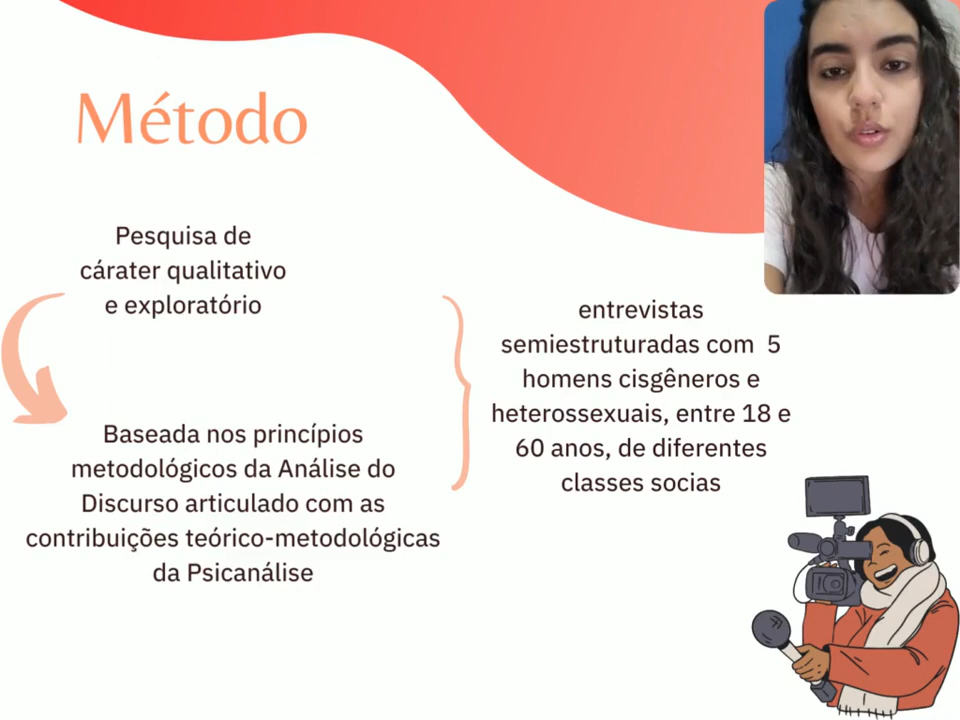 Método
Pesquisa de
cárater qualitativo
e exploratório
Baseada nos princípios
metodológicos da Análise do
Discurso articulado com as
contribuições teórico-metodológicas
da Psicanálise
entrevistas
semiestruturadas com 5
homens cisgêneros e
heterossexuais, entre 18 e
60 anos, de diferentes
classes socias